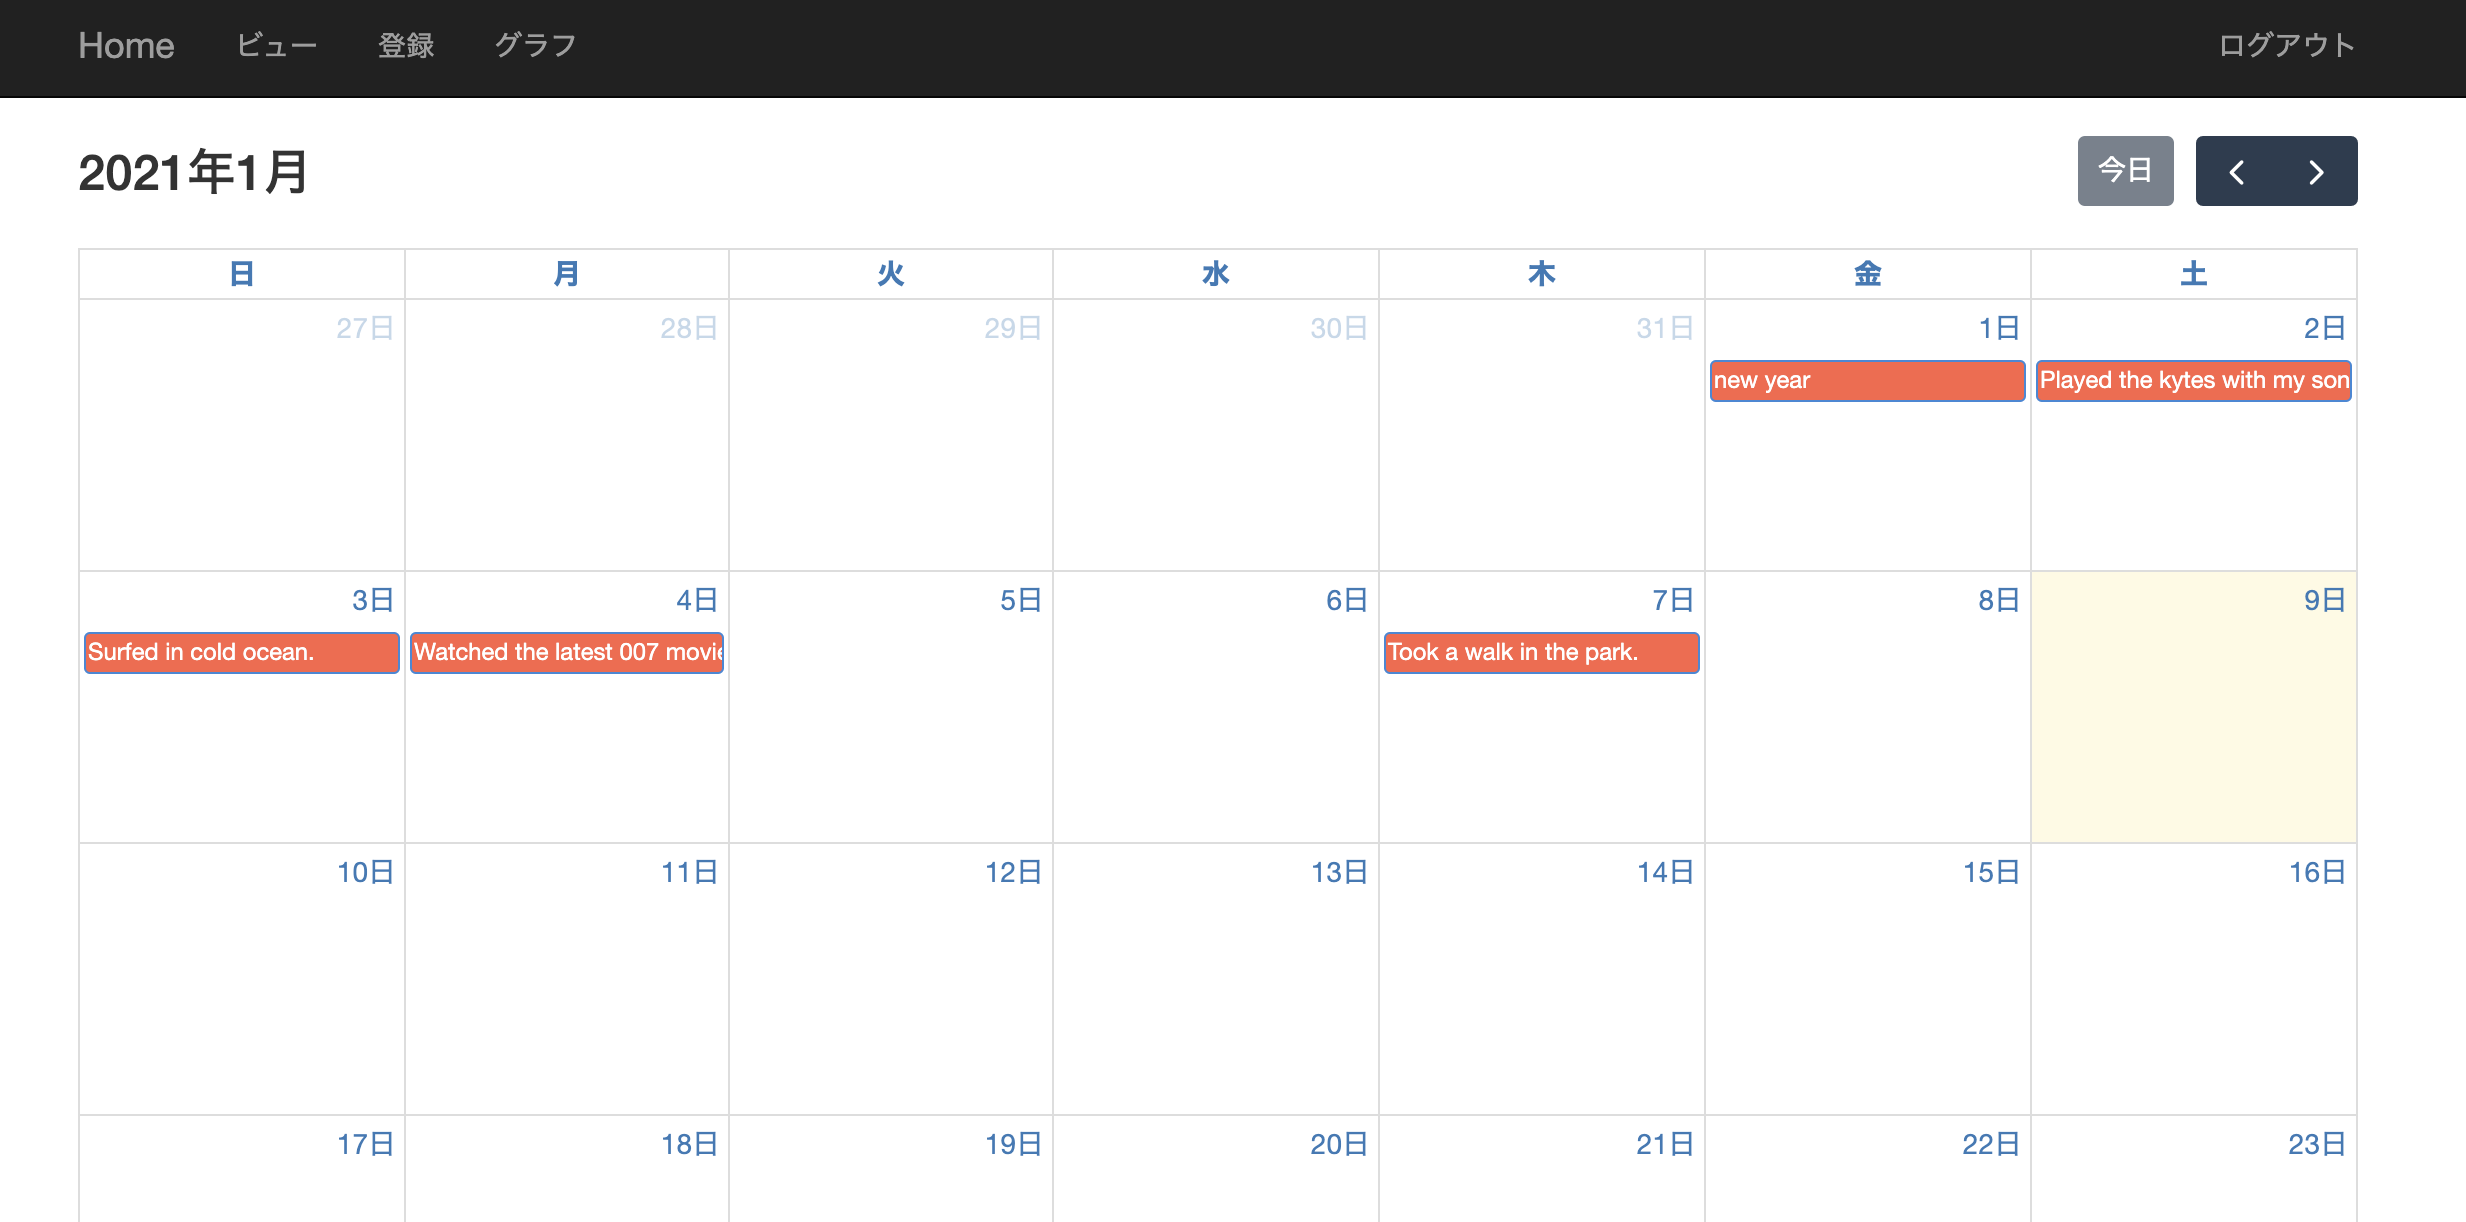 Home ビュー 登録 グラフ ログアウト
2021年1月 今日
日 月 火 水 木 金 土
27日 28日 29日 30日 31日 1日 2日
new year Played the kytes with my son
3日 4日 5日 6日 7日 8日 9日
Surfed in cold ocean. Watched the latest 007 movie Took a walk in the park.
10日 11日 12日 13日 14日 15日 16日
17日 18日 19日 20日 21日 22日 23日